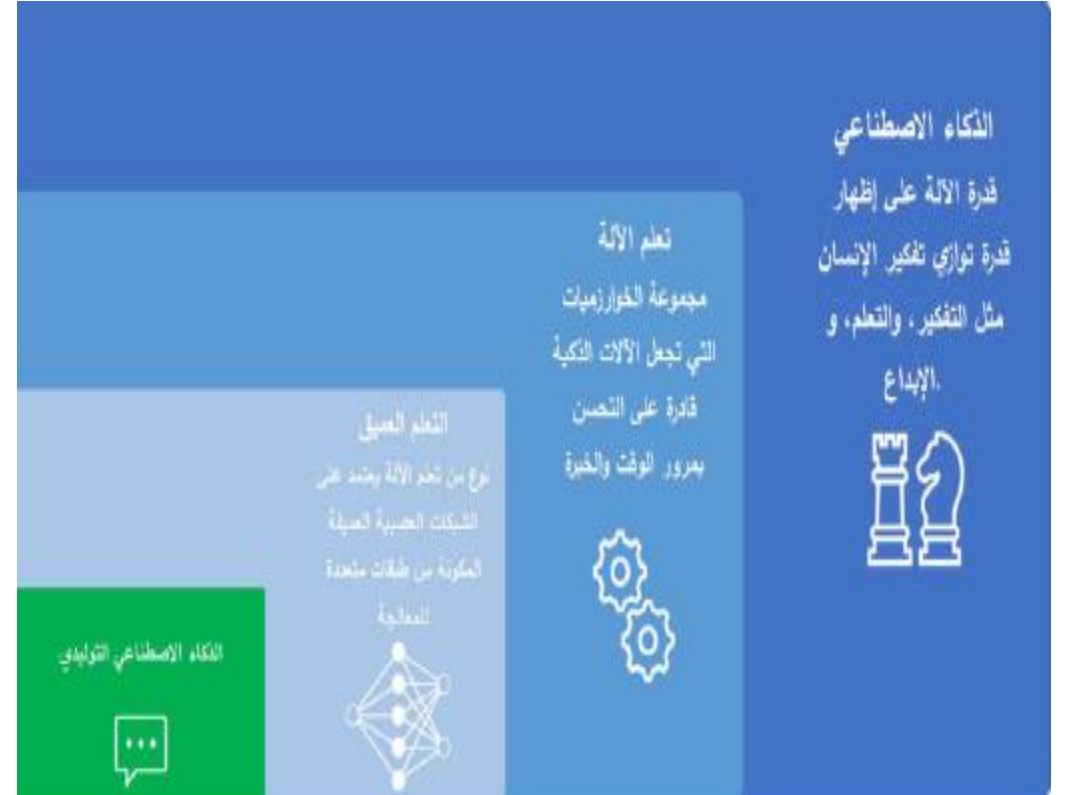 الذكاء الاصطناعي
قدرة الآلة على إظهار
قدرة توازي تفكير الإنسان
مثل التفكير، والتعلم، و
الإبداع.
تعلم الآلة
مجموعة الخوارزميات
التي تجعل الآلات الذكية
قادرة على التحسن
بمرور الوقت والخبرة
التعلم العميق
نوع من تعلم الآلة يعتمد على
الشبكات العصبية العميقة
المكونة من طبقات متعددة
للمعالجة
الذكاء الاصطناعي التوليدي